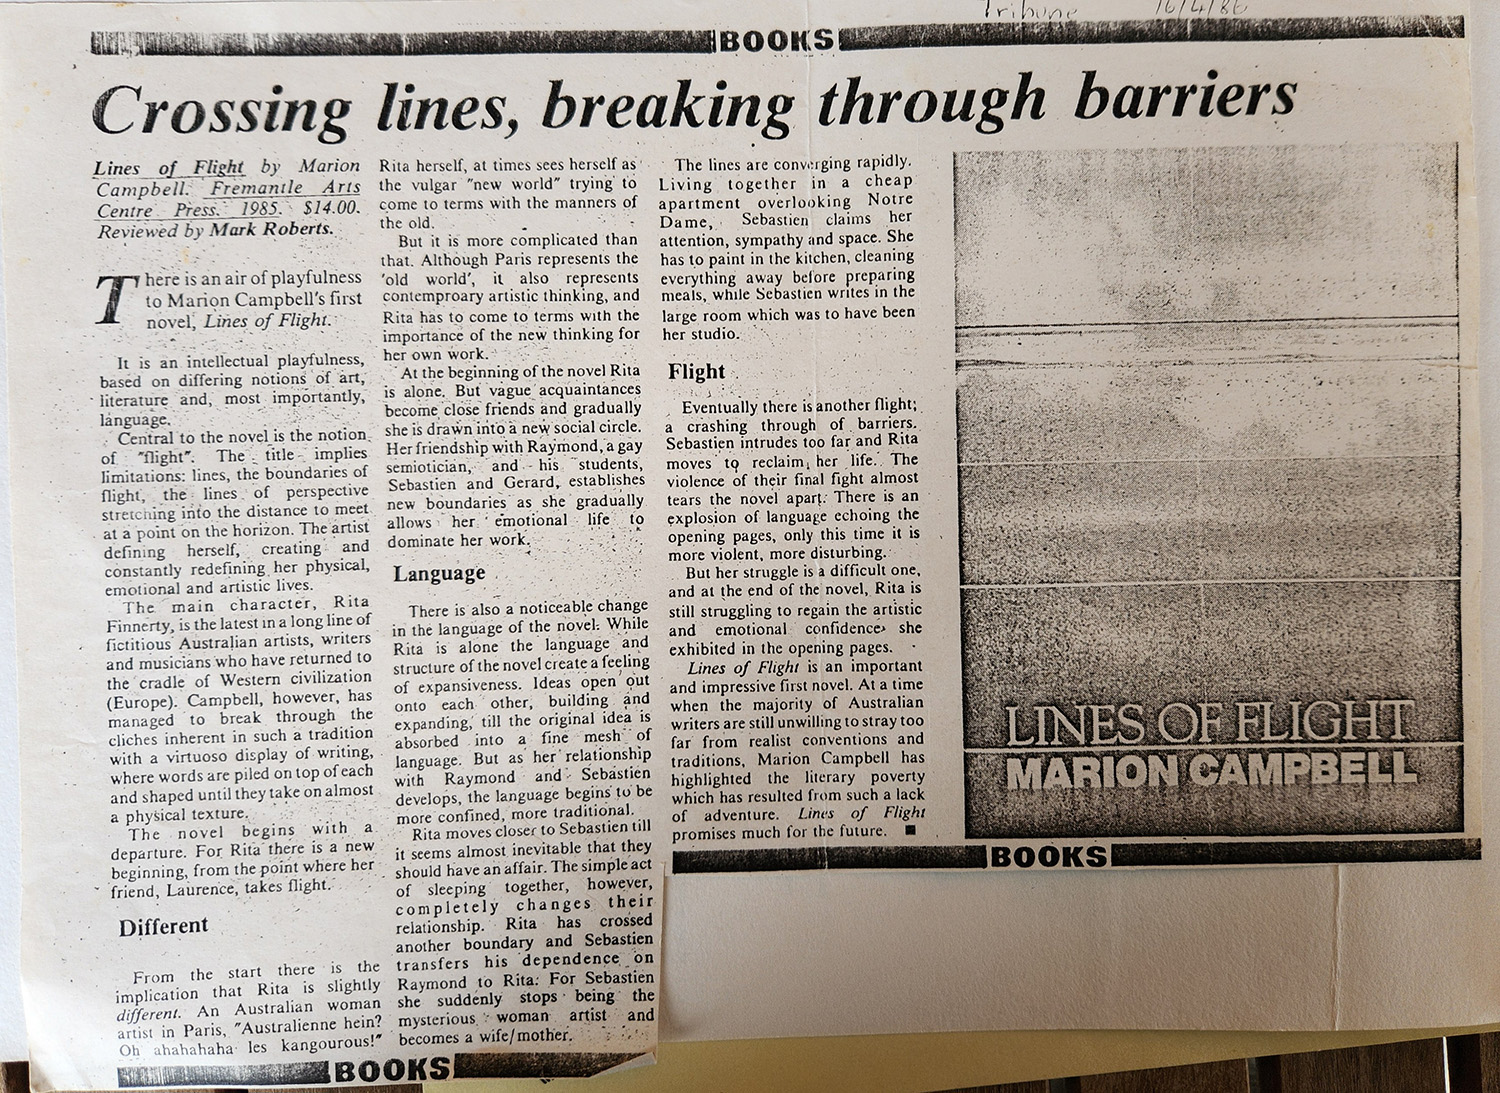 Tribune 16/4/86
BOOKS
Crossing lines, breaking through barriers
Lines of Flight by Marion
Campbell. Fremantle Arts
Centre Press. 1985. $14.00.
Reviewed by Mark Roberts.
There is an air of playfulness
to Marion Campbell's first
novel, Lines of Flight.
It is an intellectual playfulness,
based on differing notions of art,
literature and, most importantly,
language.
Central to the novel is the notion
of "flight". The title implies
limitations: lines, the boundaries of
flight, the lines of perspective
stretching into the distance to meet
at a point on the horizon. The artist
defining herself, creating and
constantly redefining her physical,
emotional and artistic lives.
The main character, Rita
Finnerty, is the latest in a long line of
fictitious Australian artists, writers
and musicians who have returned to
the cradle of Western civilization
(Europe). Campbell, however, has
managed to break through the
cliches inherent in such a tradition
with a virtuoso display of writing,
where words are piled on top of each
and shaped until they take on almost
a physical texture.
The novel begins with a
departure. For Rita there is a new
beginning, from the point where her
friend, Laurence, takes flight.
Different
From the start there is the
implication that Rita is slightly
different. An Australian woman
artist in Paris, "Australienne hein?
Oh ahahahaha les kangourous!"
BOOKS
Rita herself, at times sees herself as
the vulgar "new world" trying to
come to terms with the manners of
the old.
But it is more complicated than
that. Although Paris represents the
'old world', it also represents
contemproary artistic thinking, and
Rita has to come to terms with the
importance of the new thinking for
her own work.
At the beginning of the novel Rita
is alone. But vague acquaintances
become close friends and gradually
she is drawn into a new social circle.
Her friendship with Raymond, a gay
semiotician, and his students,
Sebastien and Gerard, establishes
new boundaries as she gradually
allows her emotional life to
dominate her work.
Language
There is also a noticeable change
in the language of the novel. While
Rita is alone the language and
structure of the novel create a feeling
of expansiveness. Ideas open out
onto each other, building and
expanding, till the original idea is
absorbed into a fine mesh of
language. But as her relationship
with Raymond and Sebastien
develops, the language begins to be
more confined, more traditional.
Rita moves closer to Sebastien till
it seems almost inevitable that they
should have an affair. The simple act
of sleeping together, however,
completely changes their
relationship. Rita has crossed
another boundary and Sebastien
transfers his dependence on
Raymond to Rita: For Sebastien
she suddenly stops being the
mysterious woman artist and
becomes a wife/mother.
The lines are converging rapidly.
Living together in a cheap
apartment overlooking Notre
Dame, Sebastien claims her
attention, sympathy and space. She
has to paint in the kitchen, cleaning
everything away before preparing
meals, while Sebastien writes in the
large room which was to have been
her studio.
Flight
Eventually there is another flight;
a crashing through of barriers.
Sebastien intrudes too far and Rita
moves to reclaim her life. The
violence of their final fight almost
tears the novel apart. There is an
explosion of language echoing the
opening pages, only this time it is
more violent, more disturbing.
But her struggle is a difficult one,
and at the end of the novel, Rita is
still struggling to regain the artistic
and emotional confidence she
exhibited in the opening pages.
Lines of Flight is an important
and impressive first novel. At a time
when the majority of Australian
writers are still unwilling to stray too
far from realist conventions and
traditions, Marion Campbell has
highlighted the literary poverty
which has resulted from such a lack
of adventure. Lines of Flight
promises much for the future. ■
BOOKS
LINES OF FLIGHT
MARION CAMPBELL